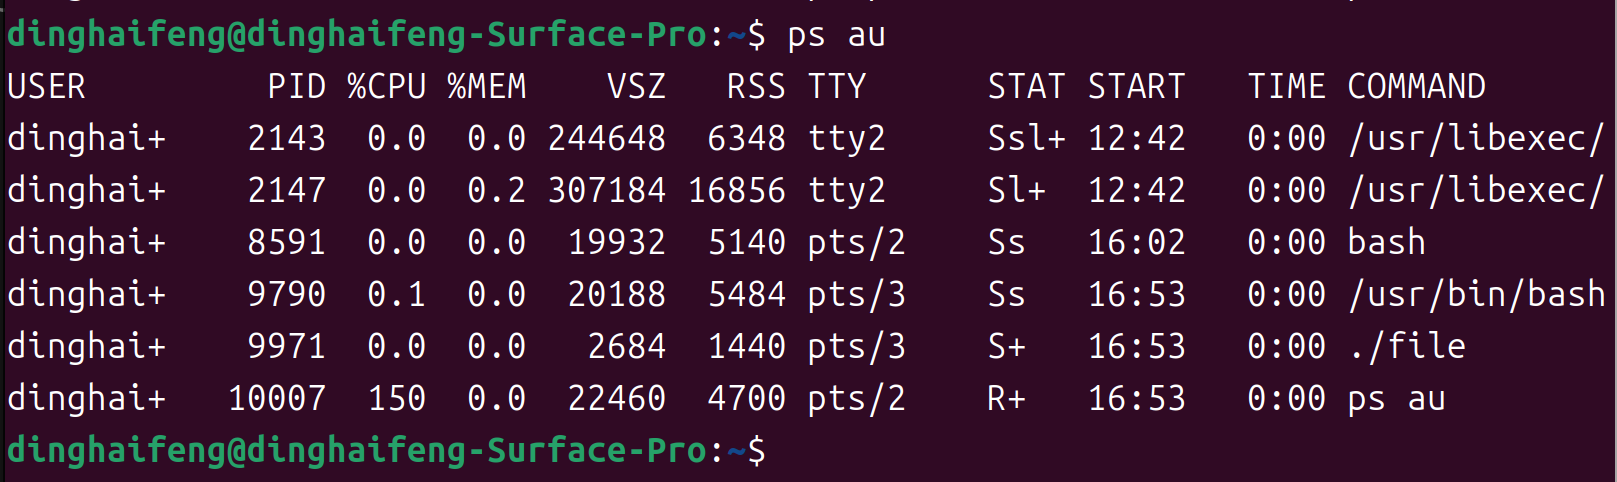 dinghaifeng@dinghaifeng-Surface-Pro:~$ ps au
USER         PID %CPU %MEM    VSZ   RSS TTY      STAT START   TIME COMMAND
dinghai+    2143  0.0  0.0 244648  6348 tty2     Ssl+ 12:42   0:00 /usr/libexec/
dinghai+    2147  0.0  0.2 307184 16856 tty2     Sl+  12:42   0:00 /usr/libexec/
dinghai+    8591  0.0  0.0  19932  5140 pts/2    Ss   16:02   0:00 bash
dinghai+    9790  0.1  0.0  20188  5484 pts/3    Ss   16:53   0:00 /usr/bin/bash
dinghai+    9971  0.0  0.0   2684  1440 pts/3    S+   16:53   0:00 ./file
dinghai+   10007  150  0.0  22460  4700 pts/2    R+   16:53   0:00 ps au
dinghaifeng@dinghaifeng-Surface-Pro:~$